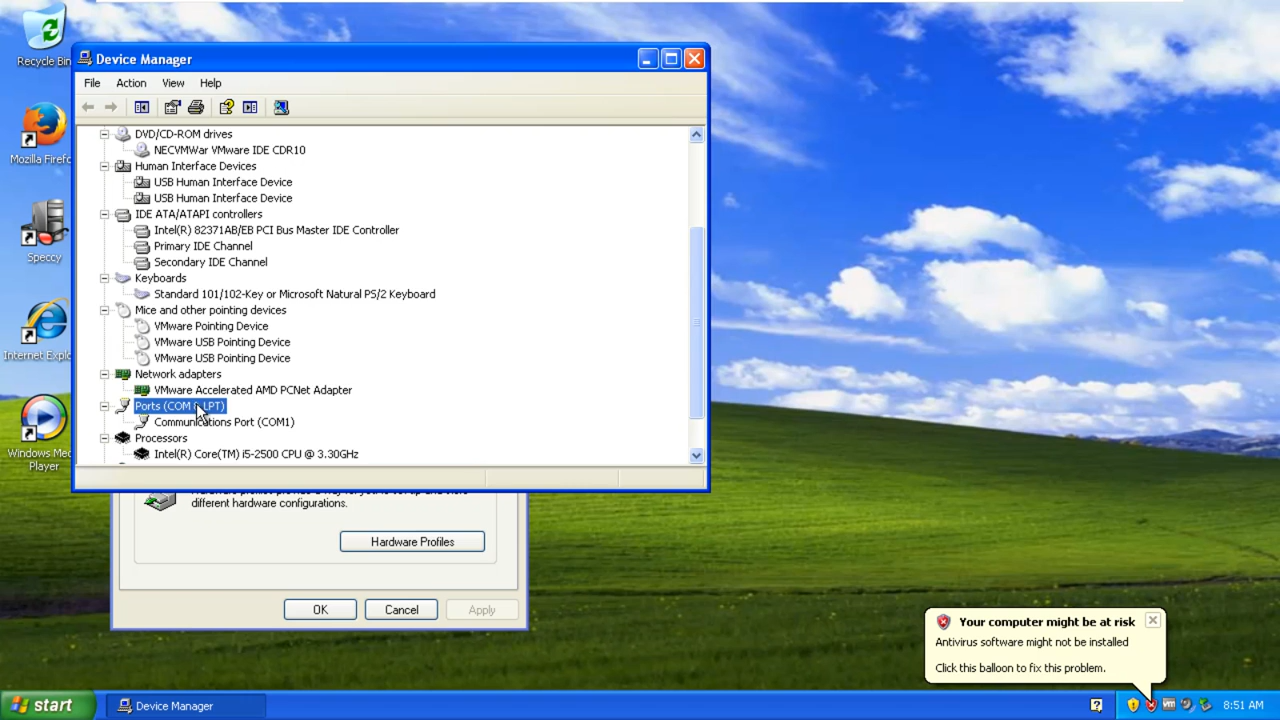 Recycle Bin
Mozilla Firefo
Speccy
Internet Explo
Windows Med
Player
Device Manager
File Action View Help
DVD/CD-ROM drives
NECVMWar VMware IDE CDR10
Human Interface Devices
USB Human Interface Device
USB Human Interface Device
IDE ATA/ATAPI controllers
Intel(R) 82371AB/EB PCI Bus Master IDE Controller
Primary IDE Channel
Secondary IDE Channel
Keyboards
Standard 101/102-Key or Microsoft Natural PS/2 Keyboard
Mice and other pointing devices
VMware Pointing Device
VMware USB Pointing Device
VMware USB Pointing Device
Network adapters
VMware Accelerated AMD PCNet Adapter
Ports (COM & LPT)
Communications Port (COM1)
Processors
Intel(R) Core(TM) i5-2500 CPU @ 3.30GHz
different hardware configurations.
Hardware Profiles
OK Cancel Apply
Your computer might be at risk
Antivirus software might not be installed
Click this balloon to fix this problem.
start
Device Manager
8:51 AM